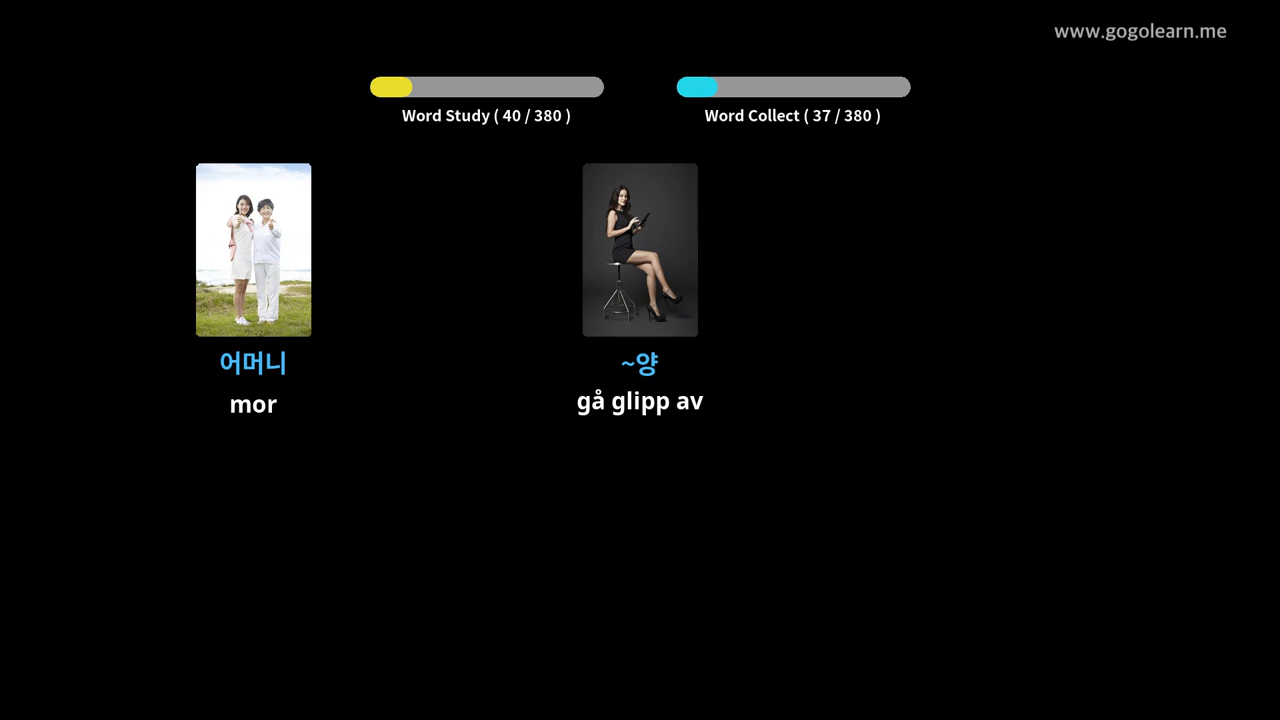 www.gogolearn.me
Word Study ( 40 / 380 )
Word Collect ( 37 / 380 )
어머니
mor
~양
gå glipp av